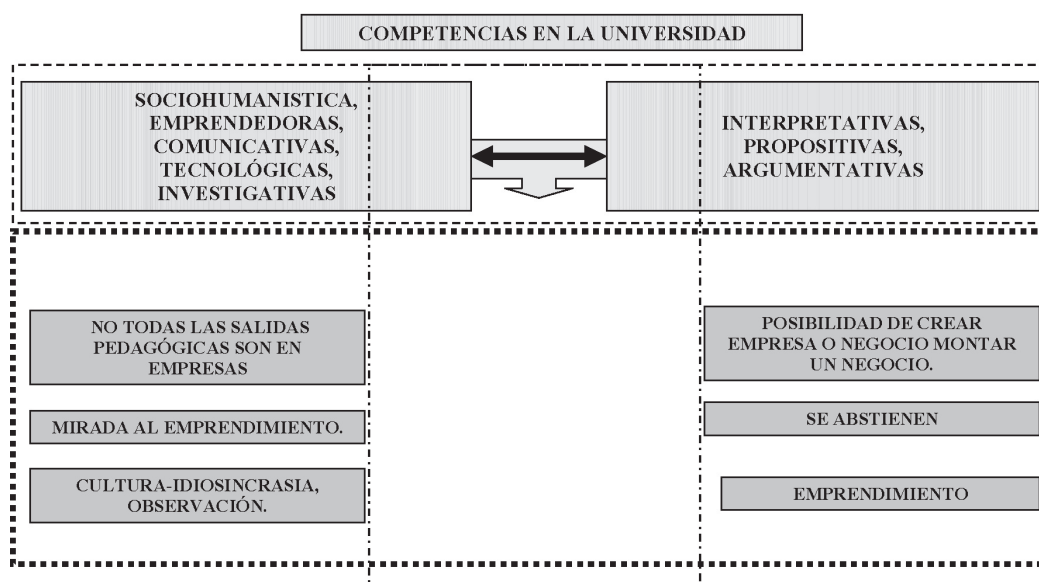 COMPETENCIAS EN LA UNIVERSIDAD
SOCIOHUMANISTICA,
EMPRENDEDORAS,
COMUNICATIVAS,
TECNOLÓGICAS,
INVESTIGATIVAS
INTERPRETATIVAS,
PROPOSITIVAS,
ARGUMENTATIVAS
NO TODAS LAS SALIDAS
PEDAGÓGICAS SON EN
EMPRESAS
MIRADA AL EMPRENDIMIENTO.
CULTURA-IDIOSINCRASIA,
OBSERVACIÓN.
POSIBILIDAD DE CREAR
EMPRESA O NEGOCIO MONTAR
UN NEGOCIO.
SE ABSTIENEN
EMPRENDIMIENTO